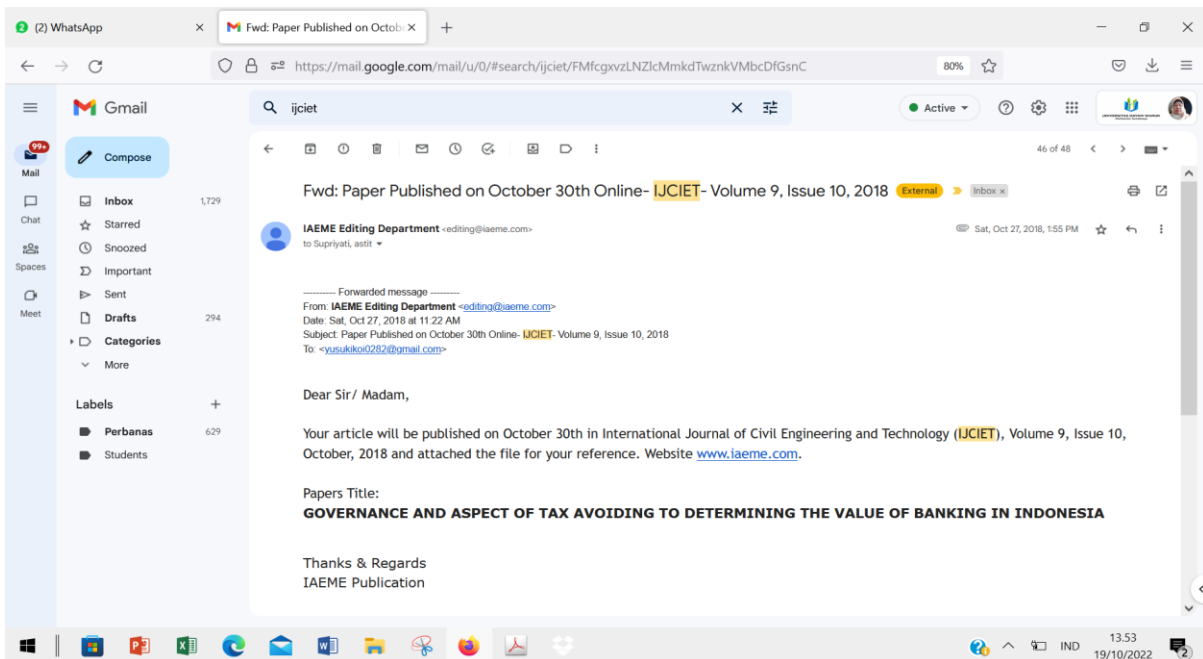 (2) WhatsApp
Fwd: Paper Published on Octob
https://mail.google.com/mail/u/0/#search/ijciet/FMfcgxvzLNZlcMmkdTwznkVMbcDfGsnC
80%
Gmail
ijciet
Active
99+
Mail
Compose
46 of 48
Fwd: Paper Published on October 30th Online- IJCIET- Volume 9, Issue 10, 2018 External Inbox x
Inbox 1,729
Chat
Starred
IAEME Editing Department <editing@iaeme.com>
Sat, Oct 27, 2018, 1:55 PM
to Supriyati, astit
Snoozed
Spaces
Important
Sent
Meet
Drafts 294
Categories
More
---------- Forwarded message ---------
From: IAEME Editing Department <editing@iaeme.com>
Date: Sat, Oct 27, 2018 at 11:22 AM
Subject: Paper Published on October 30th Online- IJCIET- Volume 9, Issue 10, 2018
To: <yusukikoi0282@gmail.com>
Dear Sir/ Madam,
Labels
Perbanas 629
Students
Your article will be published on October 30th in International Journal of Civil Engineering and Technology (IJCIET), Volume 9, Issue 10,
October, 2018 and attached the file for your reference. Website www.iaeme.com.
Papers Title:
GOVERNANCE AND ASPECT OF TAX AVOIDING TO DETERMINING THE VALUE OF BANKING IN INDONESIA
Thanks & Regards
IAEME Publication
IND
13.53
19/10/2022
2